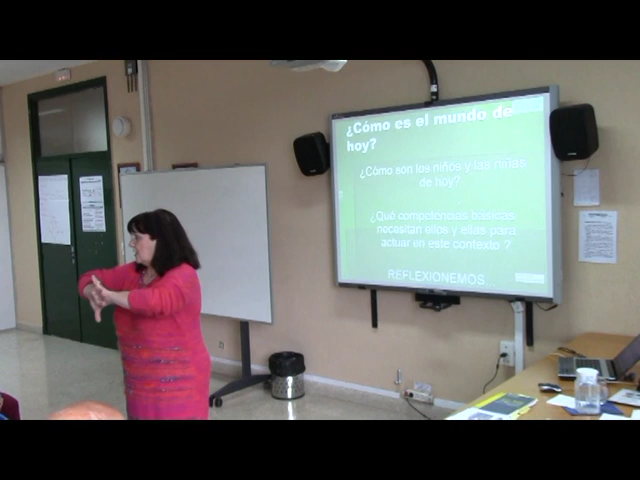 ¿Cómo es el mundo de
hoy?
¿Cómo son los niños y las niñas
de hoy?
¿Qué competencias básicas
necesitan ellos y ellas para
actuar en este contexto ?
REFLEXIONEMOS...